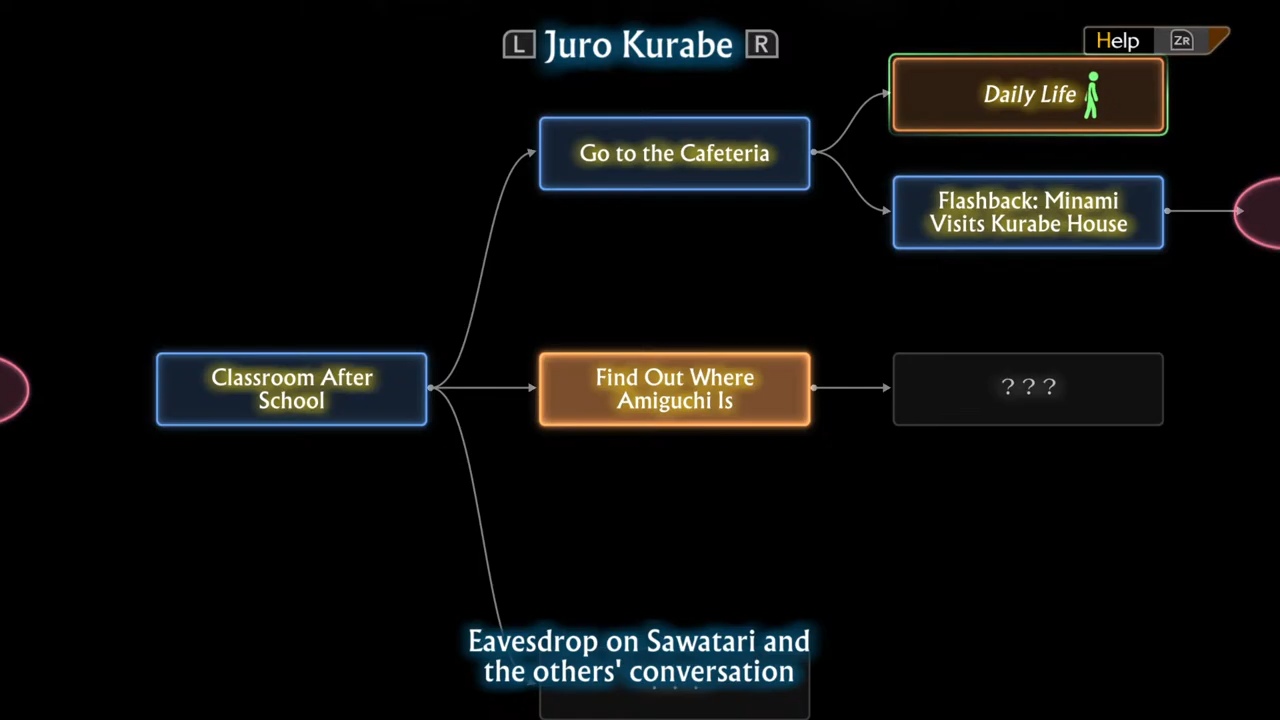 L Juro Kurabe R
Help ZR
Daily Life
Go to the Cafeteria
Flashback: Minami
Visits Kurabe House
Classroom After
School
Find Out Where
Amiguchi Is
? ? ?
Eavesdrop on Sawatari and
the others' conversation